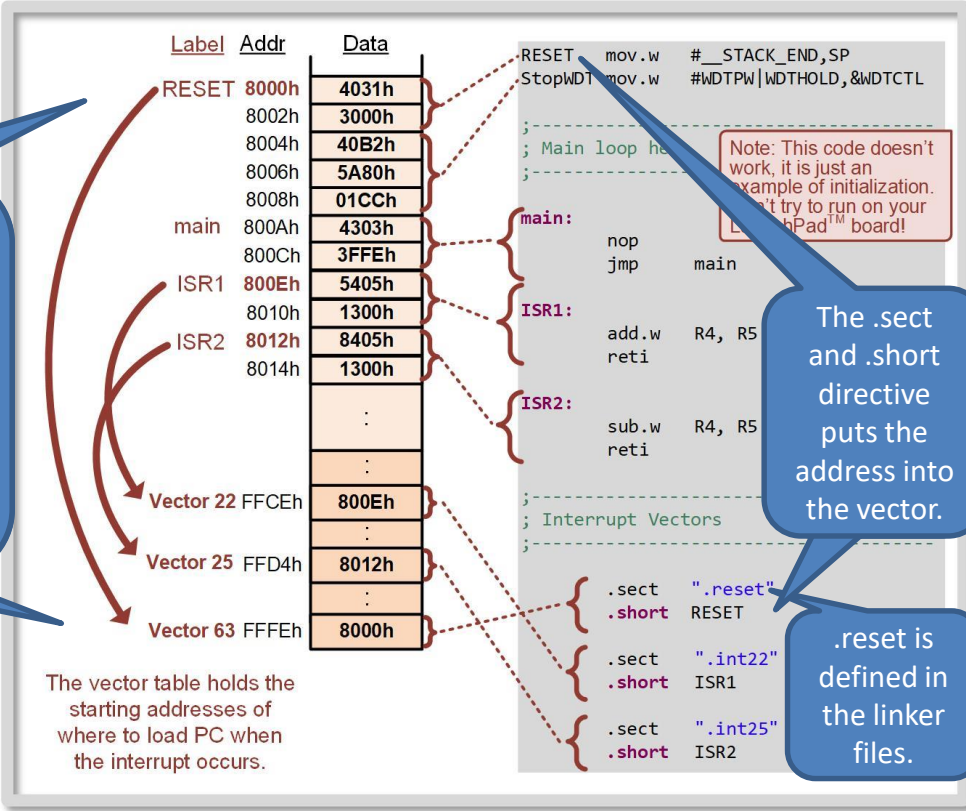 Label Addr Data
RESET 8000h 4031h
8002h 3000h
8004h 40B2h
8006h 5A80h
8008h 01CCh
main 800Ah 4303h
800Ch 3FFEh
ISR1 800Eh 5405h
8010h 1300h
ISR2 8012h 8405h
8014h 1300h
:
:
Vector 22 FFCEh 800Eh
:
Vector 25 FFD4h 8012h
:
Vector 63 FFFEh 8000h
The vector table holds the
starting addresses of
where to load PC when
the interrupt occurs.
RESET mov.w #__STACK_END,SP
StopWDT mov.w #WDTPW|WDTHOLD,&WDTCTL
;----------------------------------
; Main loop
;----------------------------------
Note: This code doesn't
work, it is just an
example of initialization.
try to run on your
board!
main:
nop
jmp main
ISR1:
add.w R4, R5
reti
ISR2:
sub.w R4, R5
reti
;----------------------------------
; Interrupt Vectors
;----------------------------------
.sect ".reset"
.short RESET
.sect ".int22"
.short ISR1
.sect ".int25"
.short ISR2
The .sect
and .short
directive
puts the
address into
the vector.
.reset is
defined in
the linker
files.